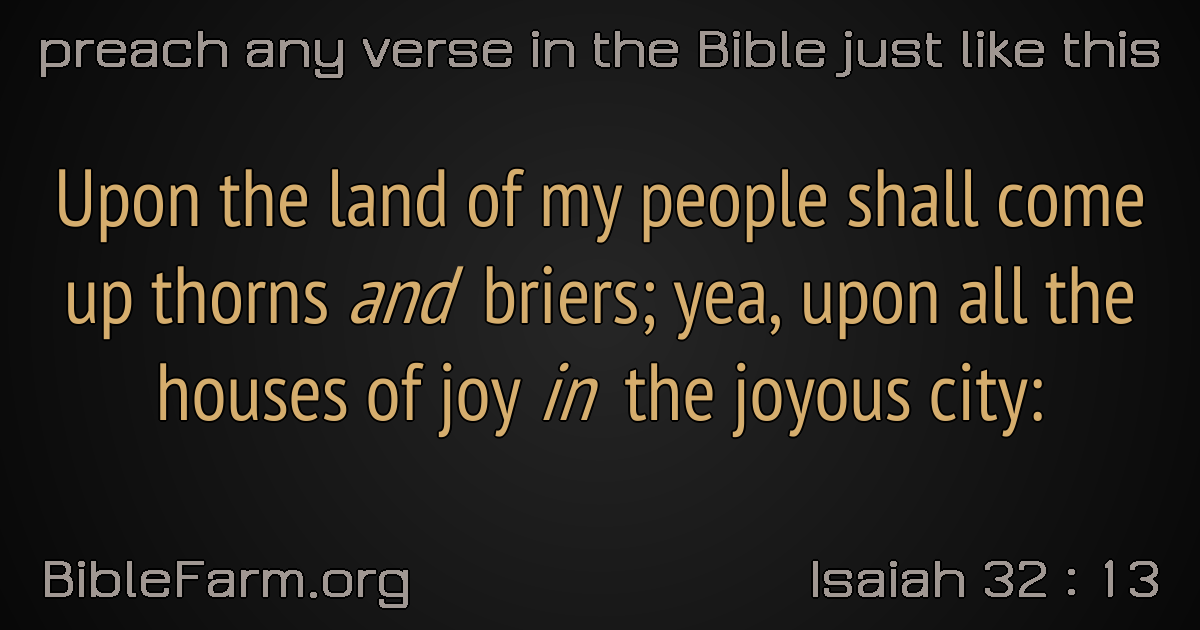 preach any verse in the Bible just like this
Upon the land of my people shall come
up thorns and briers; yea, upon all the
houses of joy in the joyous city:
BibleFarm.org
Isaiah 32 : 13